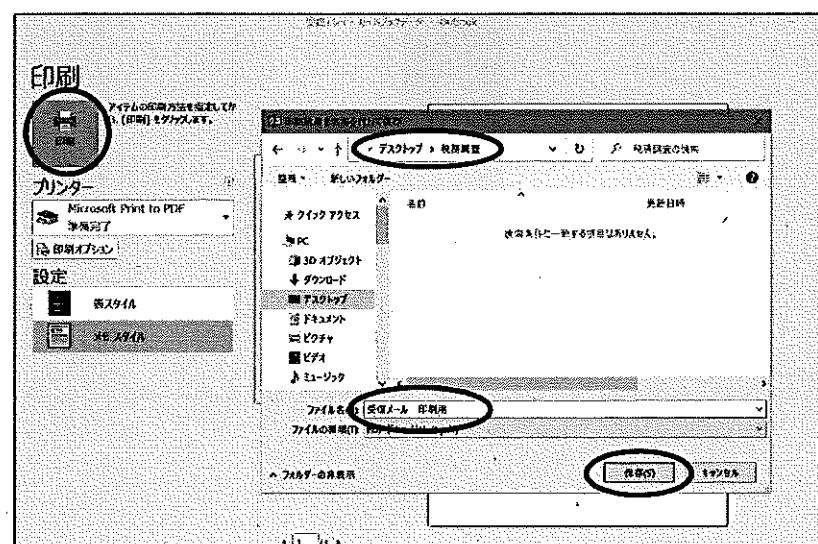 印刷
アイテムの印刷方法を指定してか
ら、[印刷] をクリックします。
印刷
プリンター
Microsoft Print to PDF
準備完了
印刷オプション
設定
表スタイル
メモ スタイル
デスクトップ › 税務調査
税務調査の検索
整理
新しいフォルダー
名前
更新日時
検索条件に一致する項目はありません。
クイック アクセス
PC
3D オブジェクト
ダウンロード
デスクトップ
ドキュメント
ピクチャ
ビデオ
ミュージック
受信メール 印刷用
ファイルの種類(T):
フォルダーの非表示
保存(S)
キャンセル
1